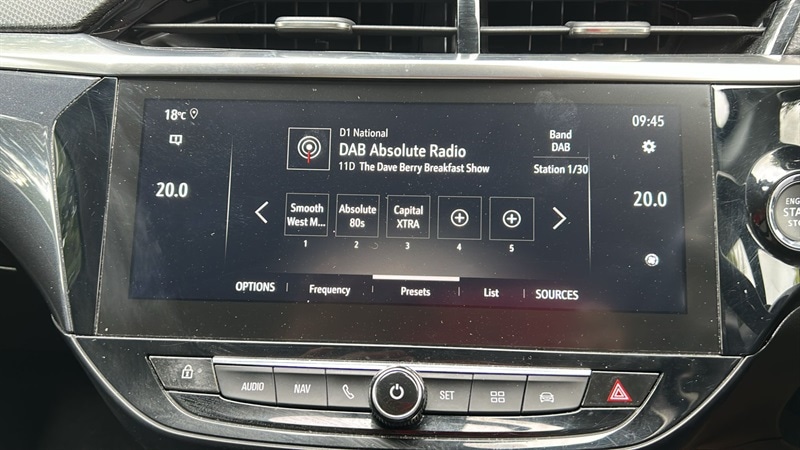 18°C
09:45
D1 National
DAB Absolute Radio
11D The Dave Berry Breakfast Show
Band
DAB
Station 1/30
20.0
20.0
Smooth
West M...
Absolute
80s
Capital
XTRA
1
2
3
4
5
OPTIONS
Frequency
Presets
List
SOURCES
AUDIO
NAV
SET
STA
STO